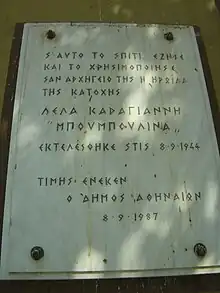 Σ' ΑΥΤΟ ΤΟ ΣΠΙΤΙ ΕΖΗΣΕ
ΚΑΙ ΤΟ ΧΡΗΣΙΜΟΠΟΙΗΣΕ
ΣΑΝ ΑΡΧΗΓΕΙΟ ΤΗΣ Η ΗΡΩΙΔΑ
ΤΗΣ ΚΑΤΟΧΗΣ
ΛΕΛΑ ΚΑΡΑΓΙΑΝΝΗ
"ΜΠΟΥΜΠΟΥΛΙΝΑ"
ΕΚΤΕΛΕΣΘΗΚΕ ΣΤΙΣ 8·9·1944
ΤΙΜΗΣ ΕΝΕΚΕΝ
Ο ΔΗΜΟΣ ΑΘΗΝΑΙΩΝ
8·9·1987